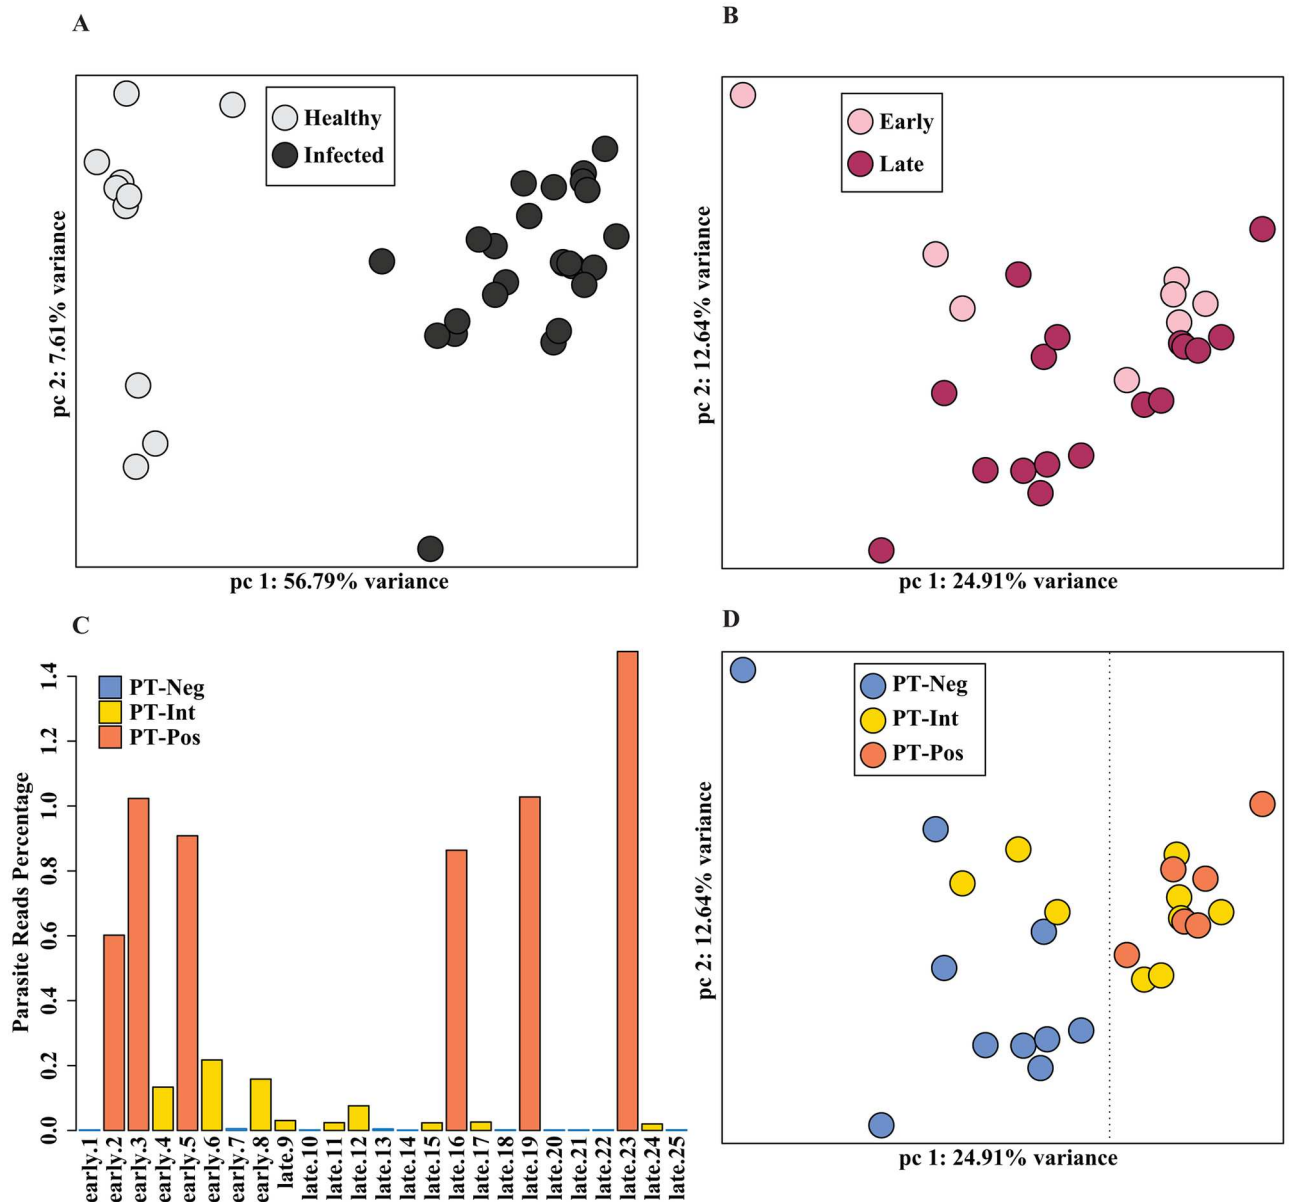 A
Healthy
Infected
pc 2: 7.61% variance
pc 1: 56.79% variance
B
Early
Late
pc 2: 12.64% variance
pc 1: 24.91% variance
C
PT-Neg
PT-Int
PT-Pos
Parasite Reads Percentage
1.4
1.2
1.0
0.8
0.6
0.4
0.2
0.0
early.1
early.2
early.3
early.4
early.5
early.6
early.7
early.8
late.9
late.10
late.11
late.12
late.13
late.14
late.15
late.16
late.17
late.18
late.19
late.20
late.21
late.22
late.23
late.24
late.25
D
PT-Neg
PT-Int
PT-Pos
pc 2: 12.64% variance
pc 1: 24.91% variance